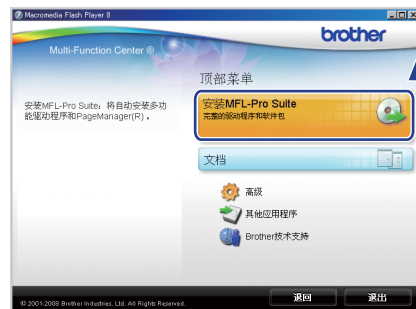 Macromedia Flash Player 8
brother
Multi-Function Center ®
顶部菜单
安装MFL-Pro Suite
完整的驱动程序和软件包
安装MFL-Pro Suite：将自动安装多功
能驱动程序和PageManager(R) 。
文档
高级
其他应用程序
Brother技术支持
© 2001-2008 Brother Industries, Ltd. All Rights Reserved.
退回
退出